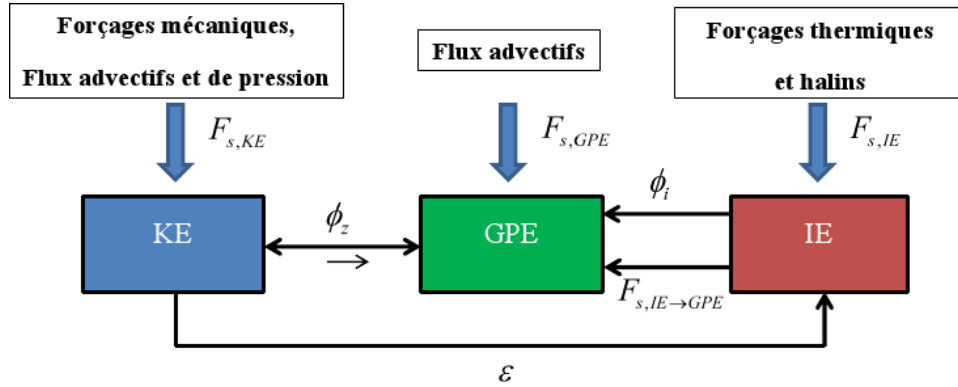 Forçages mécaniques,
Flux advectifs et de pression
Flux advectifs
Forçages thermiques
et halins
F_{s,KE}
F_{s,GPE}
F_{s,IE}
KE
ϕ_z
GPE
ϕ_i
IE
F_{s,IE→GPE}
ε